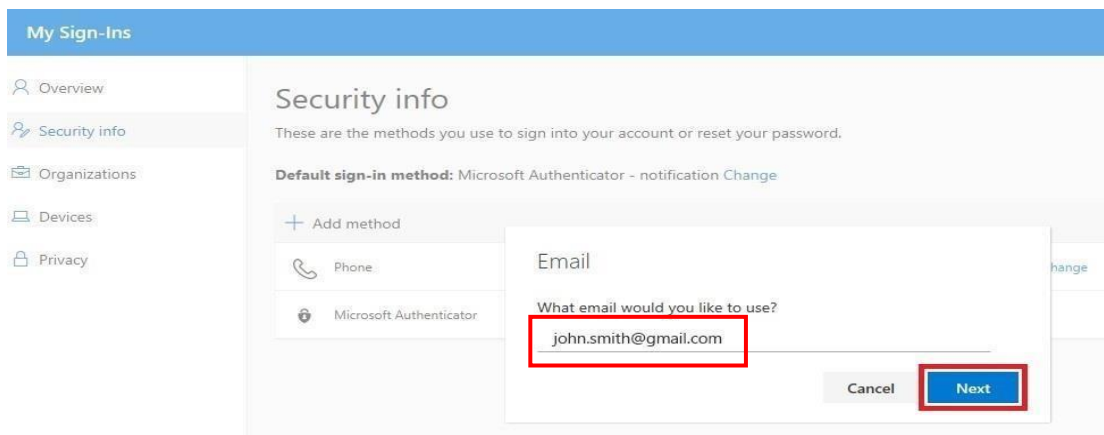 My Sign-Ins
Overview
Security info
Organizations
Devices
Privacy
Security info
These are the methods you use to sign into your account or reset your password.
Default sign-in method: Microsoft Authenticator - notification Change
Add method
Phone
hange
Microsoft Authenticator
Email
What email would you like to use?
john.smith@gmail.com
Cancel Next